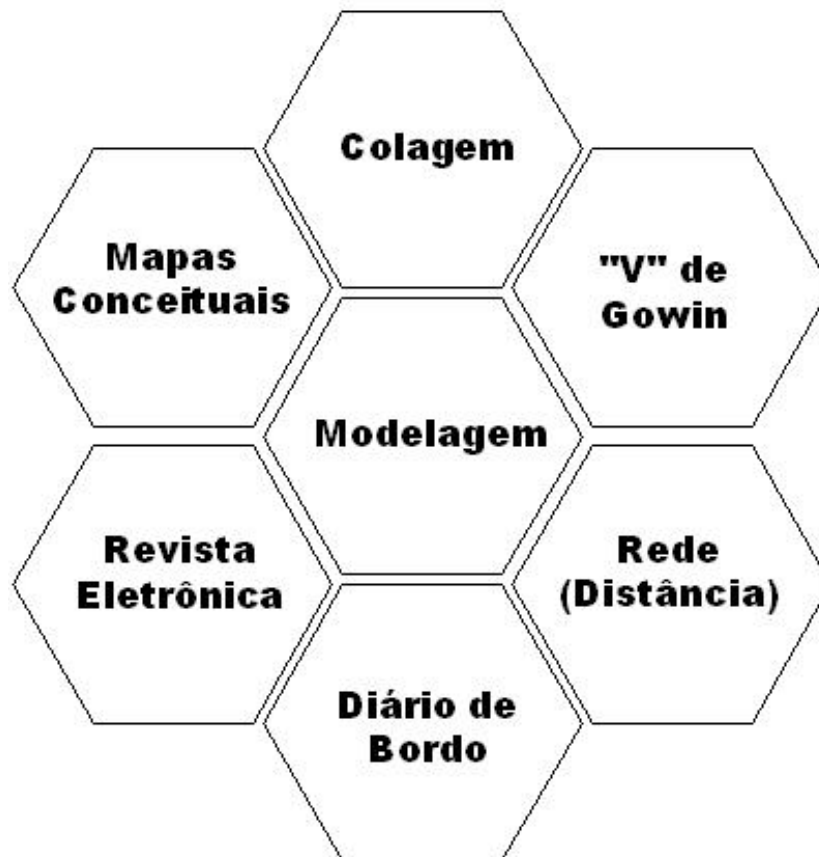 Colagem
Mapas
Conceituais
"V" de
Gowin
Modelagem
Revista
Eletrônica
Rede
(Distância)
Diário de
Bordo